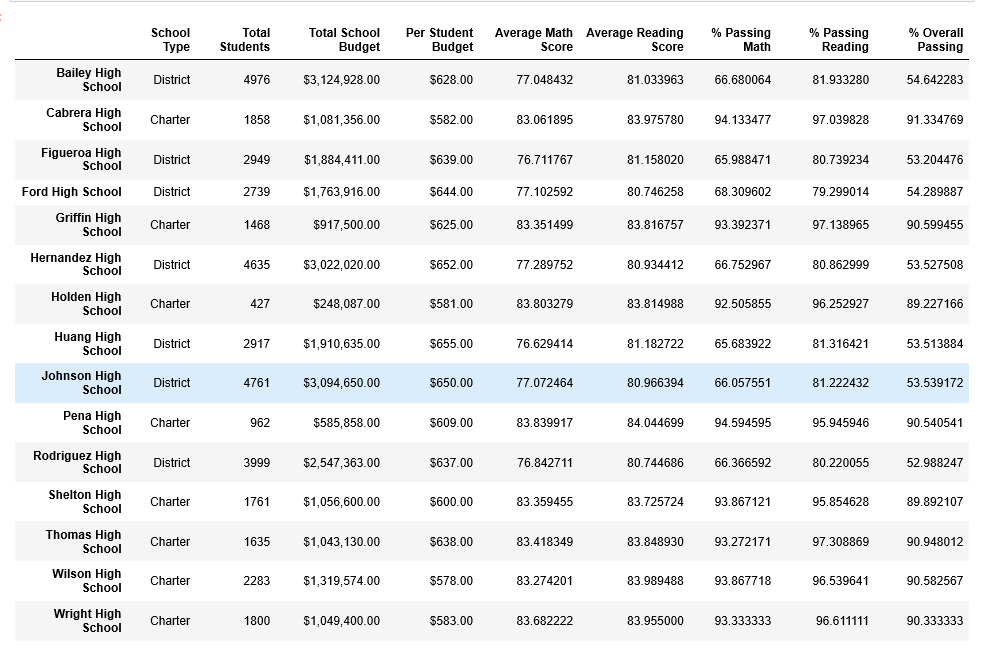 School Type Total Students Total School Budget Per Student Budget Average Math Score Average Reading Score % Passing Math % Passing Reading % Overall Passing
Bailey High School District 4976 $3,124,928.00 $628.00 77.048432 81.033963 66.680064 81.933280 54.642283
Cabrera High School Charter 1858 $1,081,356.00 $582.00 83.061895 83.975780 94.133477 97.039828 91.334769
Figueroa High School District 2949 $1,884,411.00 $639.00 76.711767 81.158020 65.988471 80.739234 53.204476
Ford High School District 2739 $1,763,916.00 $644.00 77.102592 80.746258 68.309602 79.299014 54.289887
Griffin High School Charter 1468 $917,500.00 $625.00 83.351499 83.816757 93.392371 97.138965 90.599455
Hernandez High School District 4635 $3,022,020.00 $652.00 77.289752 80.934412 66.752967 80.862999 53.527508
Holden High School Charter 427 $248,087.00 $581.00 83.803279 83.814988 92.505855 96.252927 89.227166
Huang High School District 2917 $1,910,635.00 $655.00 76.629414 81.182722 65.683922 81.316421 53.513884
Johnson High School District 4761 $3,094,650.00 $650.00 77.072464 80.966394 66.057551 81.222432 53.539172
Pena High School Charter 962 $585,858.00 $609.00 83.839917 84.044699 94.594595 95.945946 90.540541
Rodriguez High School District 3999 $2,547,363.00 $637.00 76.842711 80.744686 66.366592 80.220055 52.988247
Shelton High School Charter 1761 $1,056,600.00 $600.00 83.359455 83.725724 93.867121 95.854628 89.892107
Thomas High School Charter 1635 $1,043,130.00 $638.00 83.418349 83.848930 93.272171 97.308869 90.948012
Wilson High School Charter 2283 $1,319,574.00 $578.00 83.274201 83.989488 93.867718 96.539641 90.582567
Wright High School Charter 1800 $1,049,400.00 $583.00 83.682222 83.955000 93.333333 96.611111 90.333333